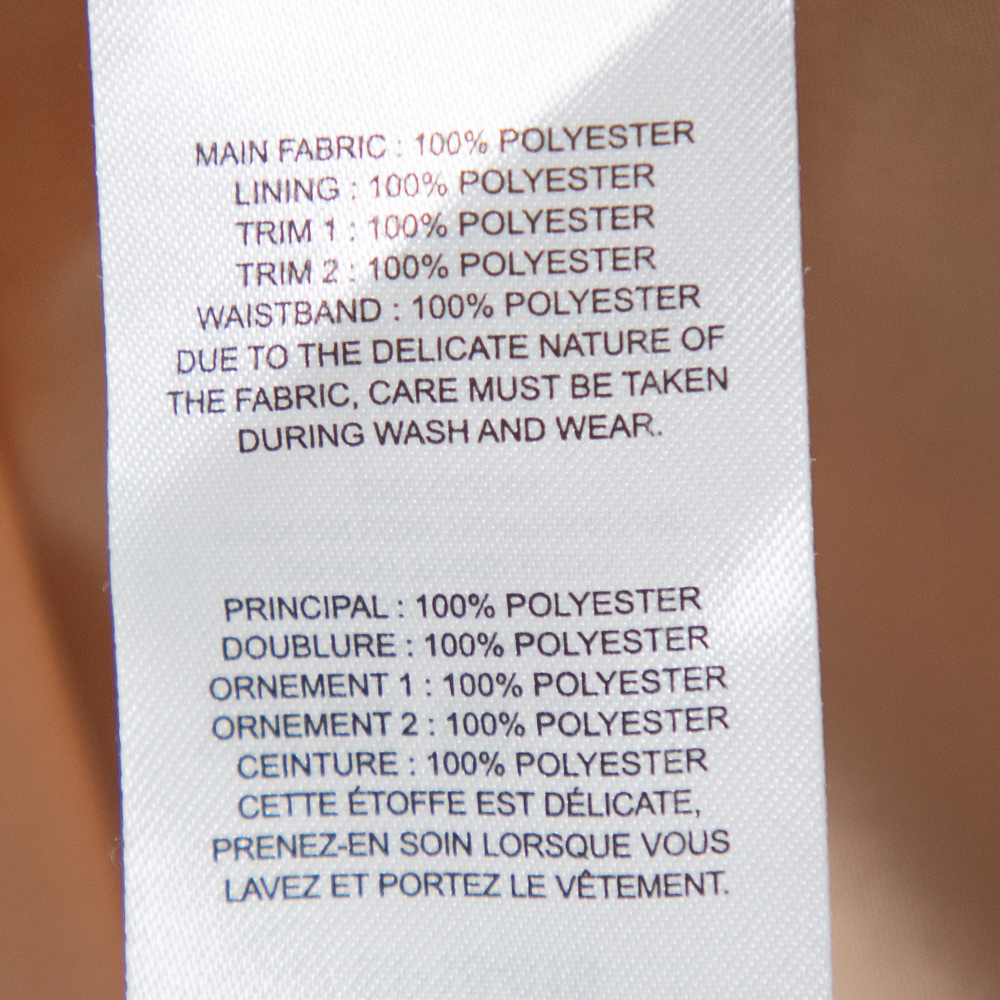 MAIN FABRIC : 100% POLYESTER
LINING : 100% POLYESTER
TRIM 1 : 100% POLYESTER
TRIM 2 : 100% POLYESTER
WAISTBAND : 100% POLYESTER
DUE TO THE DELICATE NATURE OF
THE FABRIC, CARE MUST BE TAKEN
DURING WASH AND WEAR.
PRINCIPAL : 100% POLYESTER
DOUBLURE : 100% POLYESTER
ORNEMENT 1 : 100% POLYESTER
ORNEMENT 2 : 100% POLYESTER
CEINTURE : 100% POLYESTER
CETTE ÉTOFFE EST DÉLICATE,
PRENEZ-EN SOIN LORSQUE VOUS
LAVEZ ET PORTEZ LE VÊTEMENT.